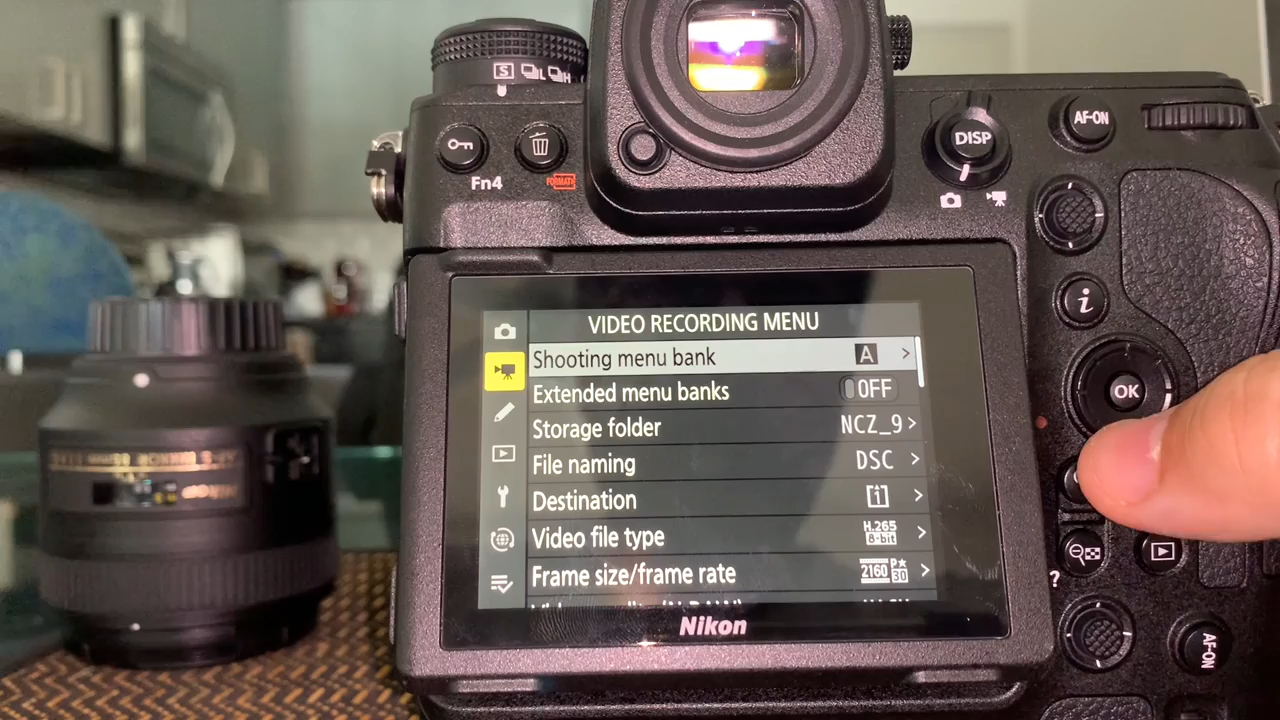 S L H
DISP
AF-ON
Fn4
FORMAT
i
VIDEO RECORDING MENU
Shooting menu bank A >
Extended menu banks OFF
Storage folder NCZ_9 >
File naming DSC >
Destination 1 >
Video file type H.265 8-bit >
Frame size/frame rate 2160 P★ 30 >
OK
?
Nikon
AF-ON
Nikon